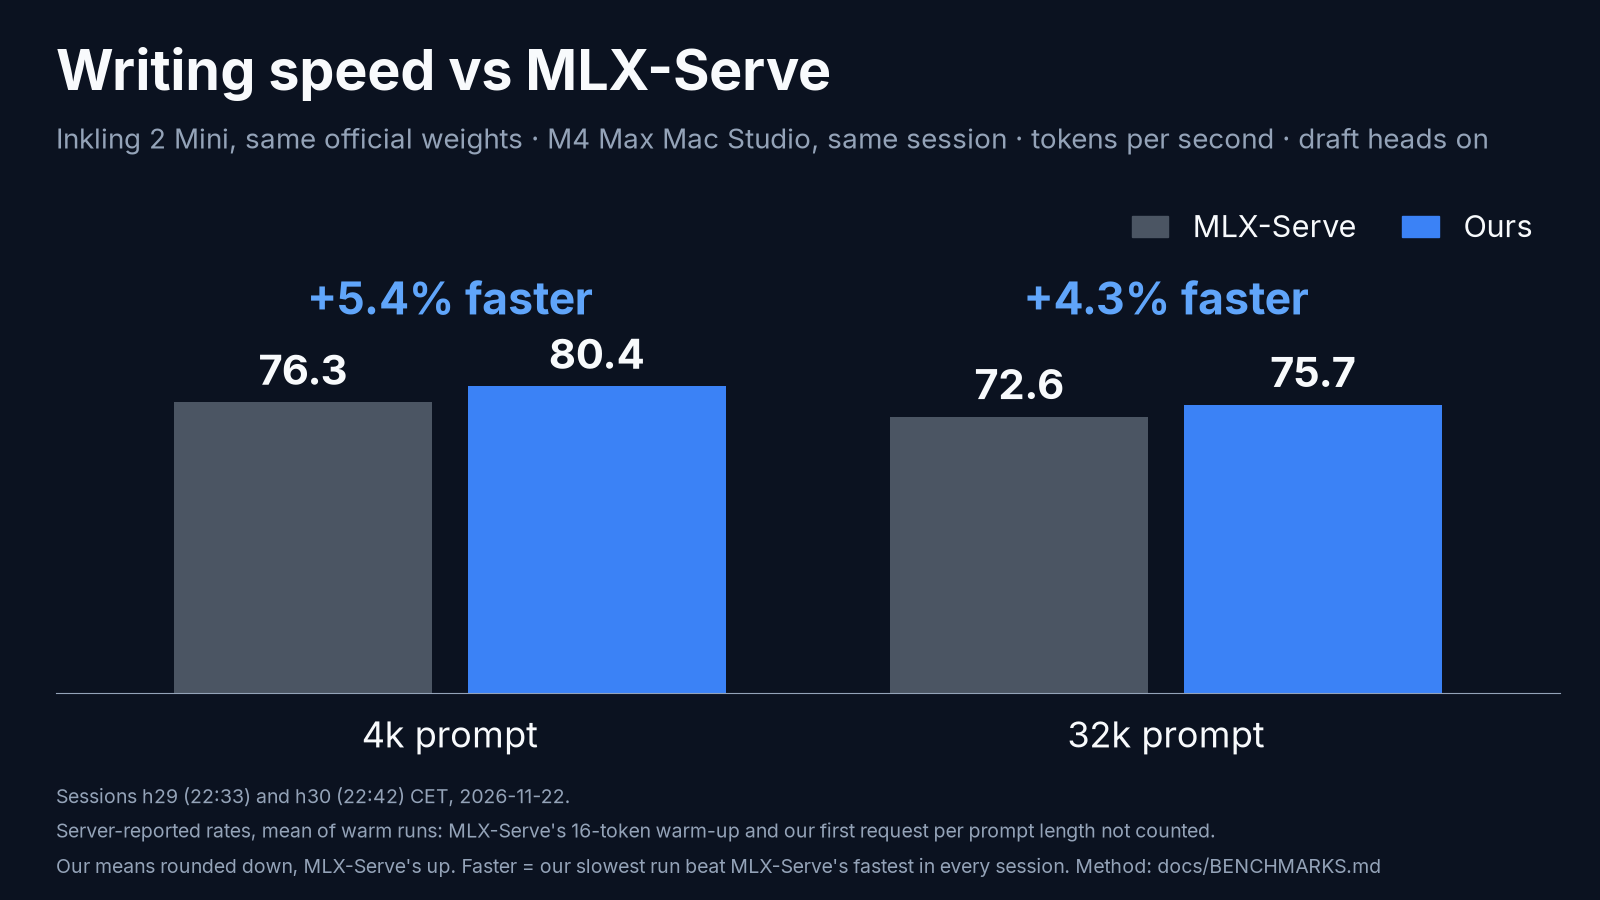 Writing speed vs MLX-Serve
Inkling 2 Mini, same official weights · M4 Max Mac Studio, same session · tokens per second · draft heads on
MLX-Serve Ours
+5.4% faster +4.3% faster
76.3 80.4 72.6 75.7
4k prompt 32k prompt
Sessions h29 (22:33) and h30 (22:42) CET, 2026-11-22.
Server-reported rates, mean of warm runs: MLX-Serve's 16-token warm-up and our first request per prompt length not counted.
Our means rounded down, MLX-Serve's up. Faster = our slowest run beat MLX-Serve's fastest in every session. Method: docs/BENCHMARKS.md